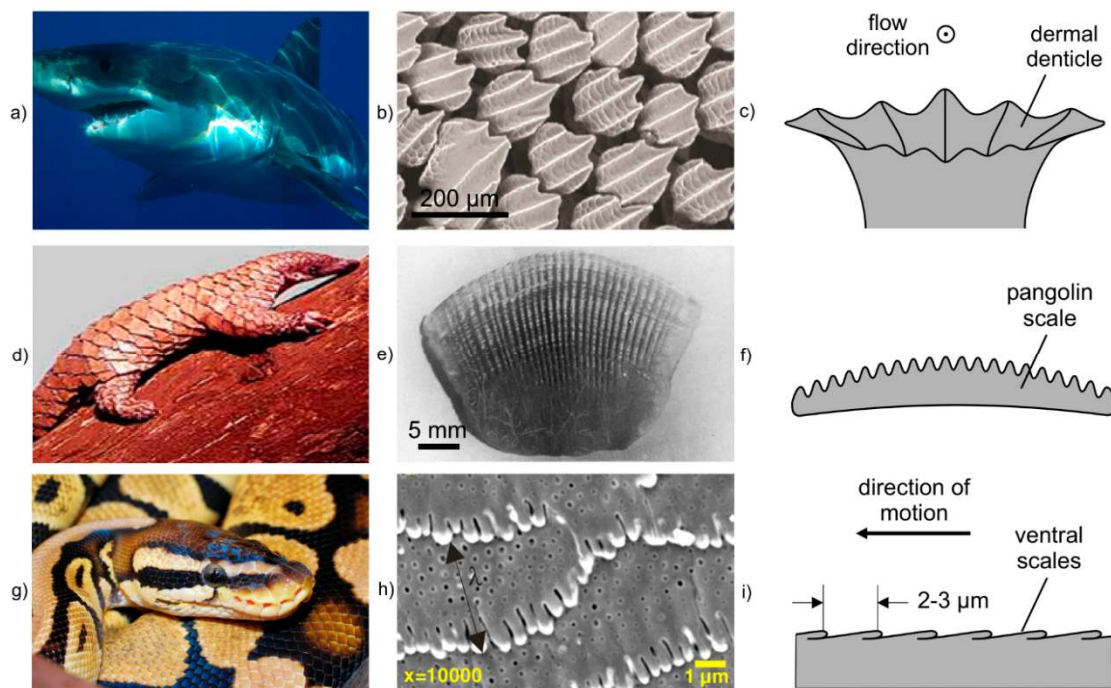 a)
b)
200 µm
c)
flow
direction
dermal
denticle
d)
e)
5 mm
f)
pangolin
scale
g)
h)
λ
x=10000
1 µm
i)
direction of
motion
ventral
scales
2-3 µm